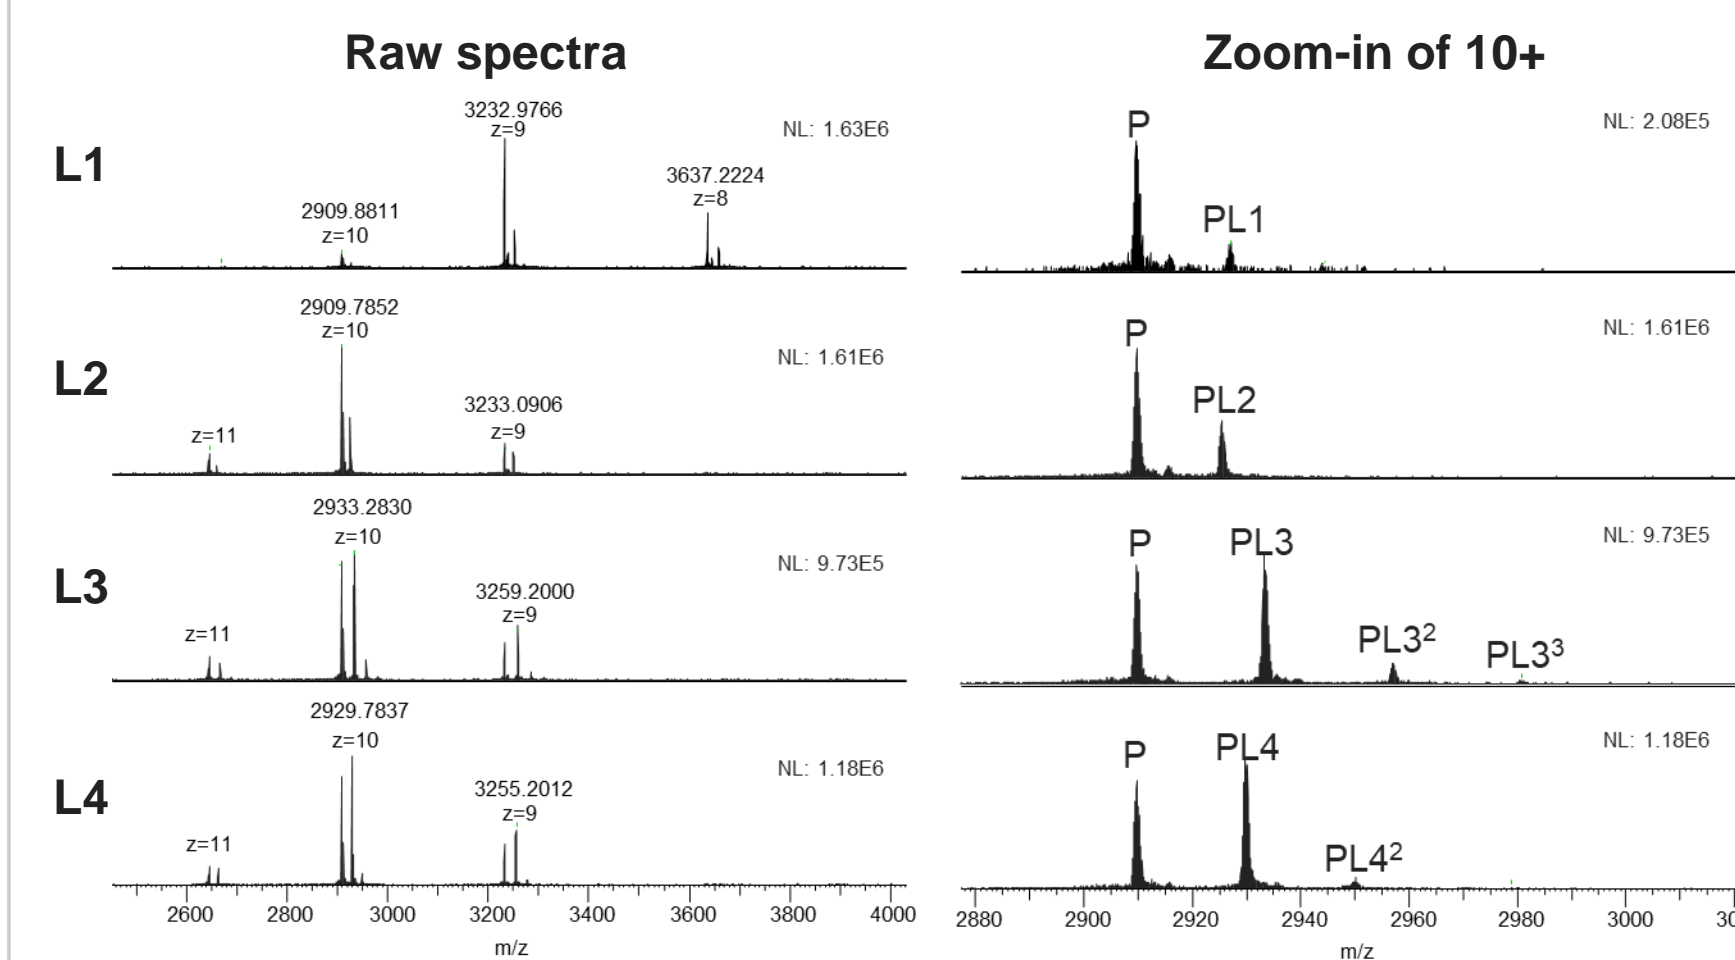 Raw spectra
Zoom-in of 10+
L1
3232.9766
z=9
NL: 1.63E6
3637.2224
z=8
2909.8811
z=10
P
NL: 2.08E5
PL1
L2
2909.7852
z=10
NL: 1.61E6
3233.0906
z=9
z=11
P
NL: 1.61E6
PL2
L3
2933.2830
z=10
NL: 9.73E5
3259.2000
z=9
z=11
P
PL3
NL: 9.73E5
PL3²
PL3³
L4
2929.7837
z=10
NL: 1.18E6
3255.2012
z=9
z=11
P
PL4
NL: 1.18E6
PL4²
2600 2800 3000 3200 3400 3600 3800 4000
m/z
2880 2900 2920 2940 2960 2980 3000 30
m/z